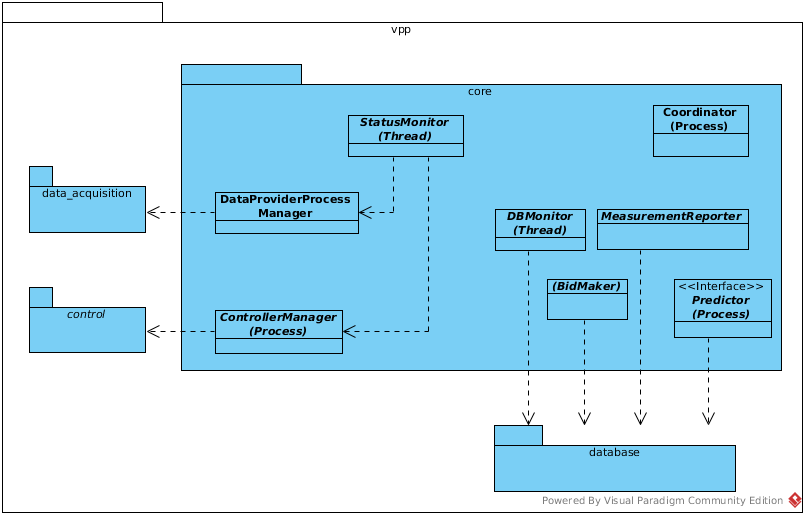 vpp
core
StatusMonitor
(Thread)
Coordinator
(Process)
data_acquisition
DataProviderProcess
Manager
DBMonitor
(Thread)
MeasurementReporter
(BidMaker)
<<Interface>>
Predictor
(Process)
control
ControllerManager
(Process)
database
Powered By Visual Paradigm Community Edition